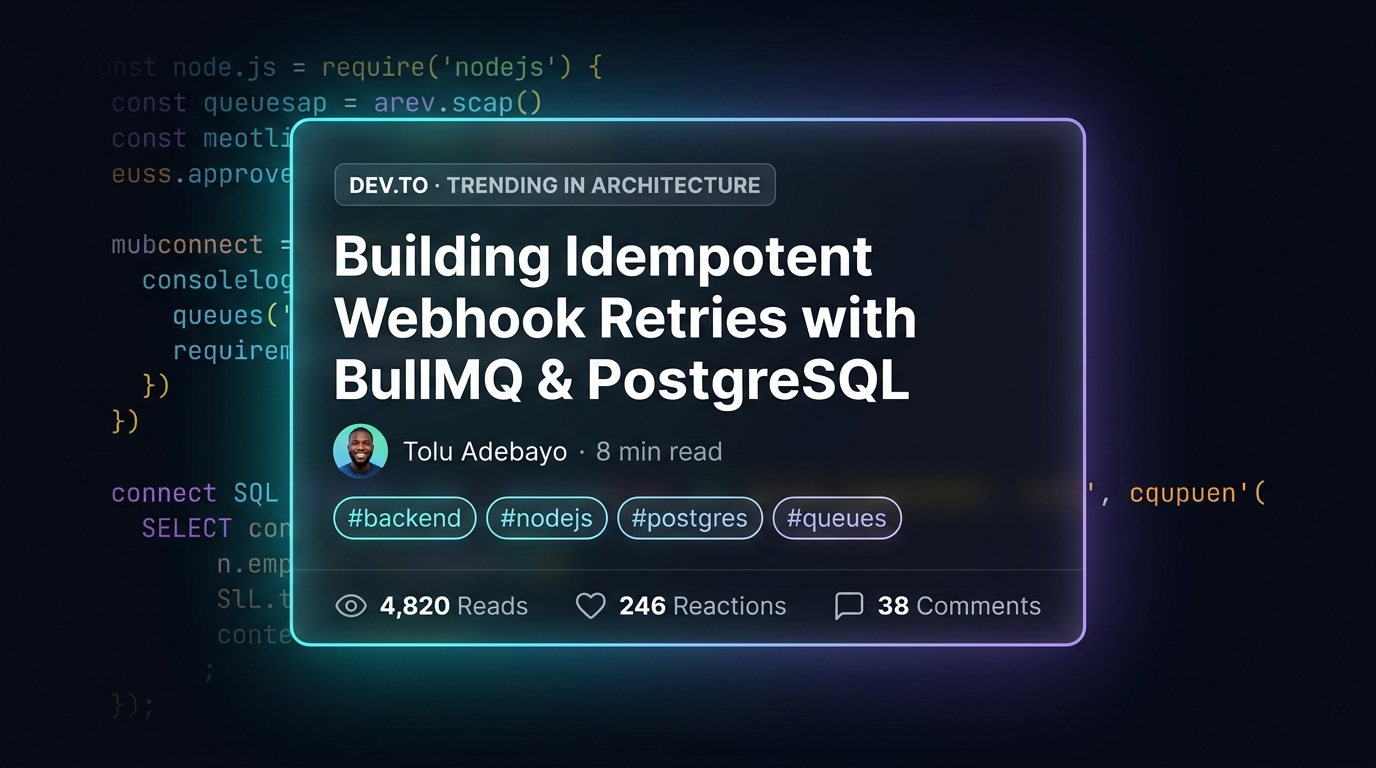 const node.js = require('nodejs') {
const queuesap = arev.scap()
const meotli
euss.approve
DEV.TO · TRENDING IN ARCHITECTURE
Building Idempotent
Webhook Retries with
BullMQ & PostgreSQL
Tolu Adebayo · 8 min read
#backend #nodejs #postgres #queues
4,820 Reads 246 Reactions 38 Comments
mubconnect =
consolelog
queues('
requirem
})
})
connect SQL ', cqupuen'(
SELECT con
n.emp
SlL.t
conte
;
});